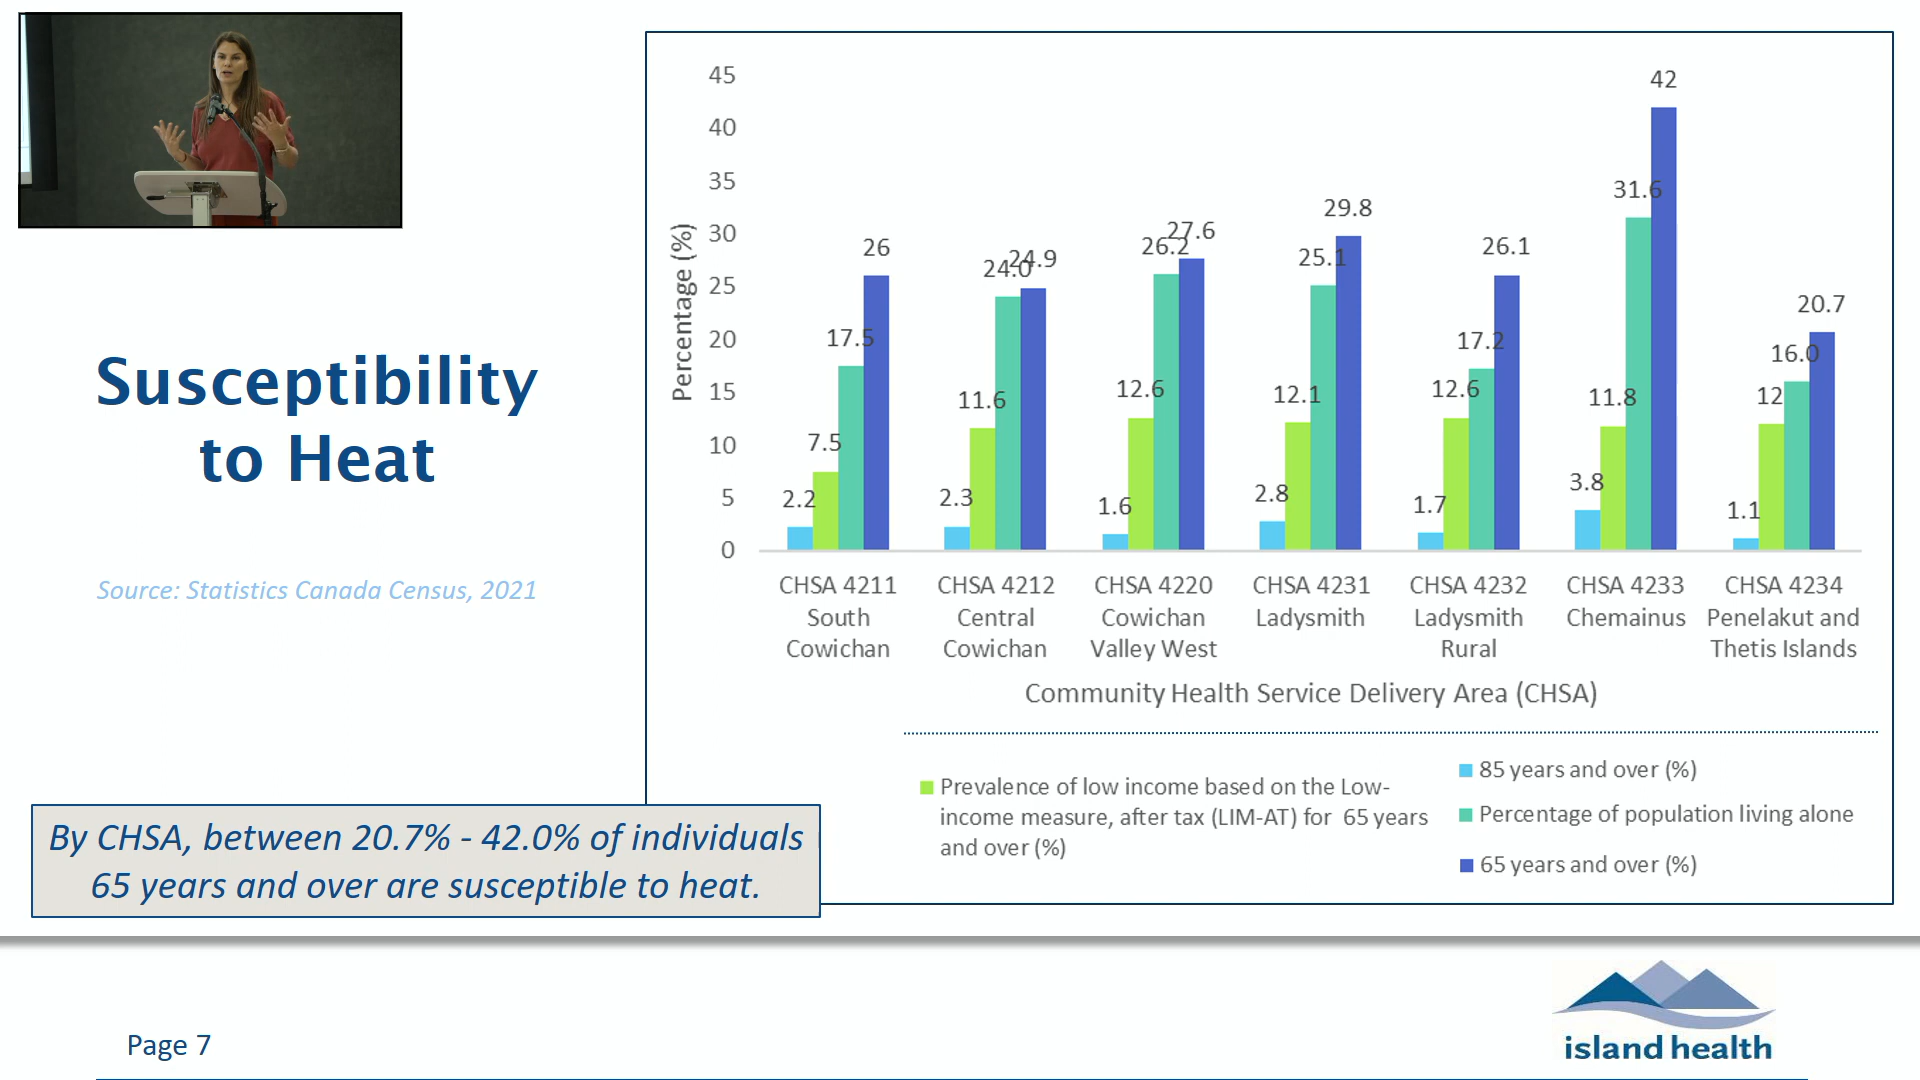 Susceptibility
to Heat
Source: Statistics Canada Census, 2021
By CHSA, between 20.7% - 42.0% of individuals
65 years and over are susceptible to heat.
Percentage (%)
45
40
35
30
25
20
15
10
5
0
2.2
7.5
17.5
26
2.3
11.6
24.0
24.9
1.6
12.6
26.2
27.6
2.8
12.1
25.1
29.8
1.7
12.6
17.2
26.1
3.8
11.8
31.6
42
1.1
12
16.0
20.7
CHSA 4211
South
Cowichan
CHSA 4212
Central
Cowichan
CHSA 4220
Cowichan
Valley West
CHSA 4231
Ladysmith
CHSA 4232
Ladysmith
Rural
CHSA 4233
Chemainus
CHSA 4234
Penelakut and
Thetis Islands
Community Health Service Delivery Area (CHSA)
Prevalence of low income based on the Low-
income measure, after tax (LIM-AT) for 65 years
and over (%)
85 years and over (%)
Percentage of population living alone
65 years and over (%)
Page 7
island health